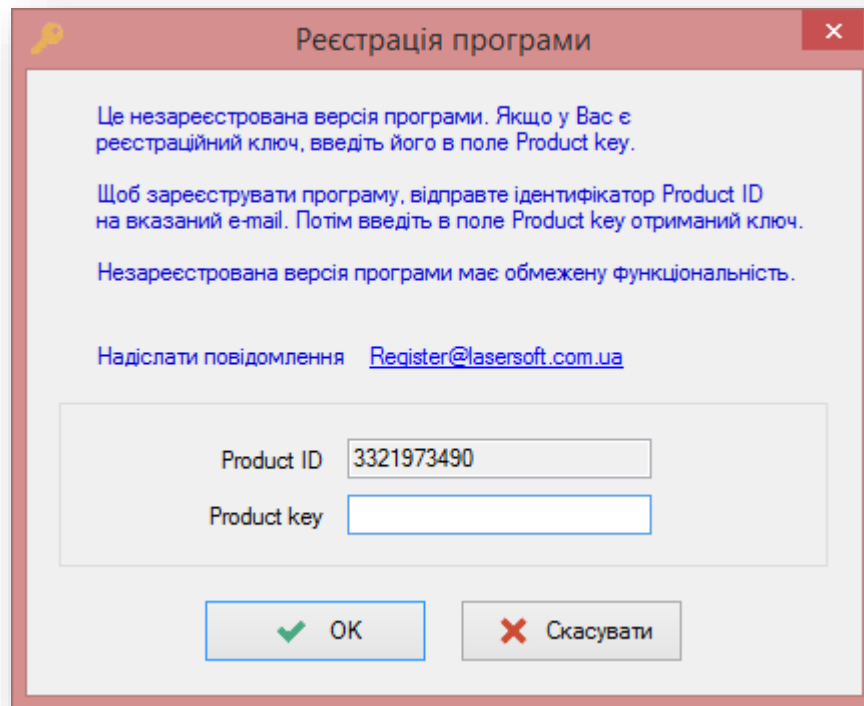 Реєстрація програми
Це незареєстрована версія програми. Якщо у Вас є
реєстраційний ключ, введіть його в поле Product key.
Щоб зареєструвати програму, відправте ідентифікатор Product ID
на вказаний e-mail. Потім введіть в поле Product key отриманий ключ.
Незареєстрована версія програми має обмежену функціональність.
Надіслати повідомлення Register@lasersoft.com.ua
Product ID 3321973490
Product key
OK Скасувати